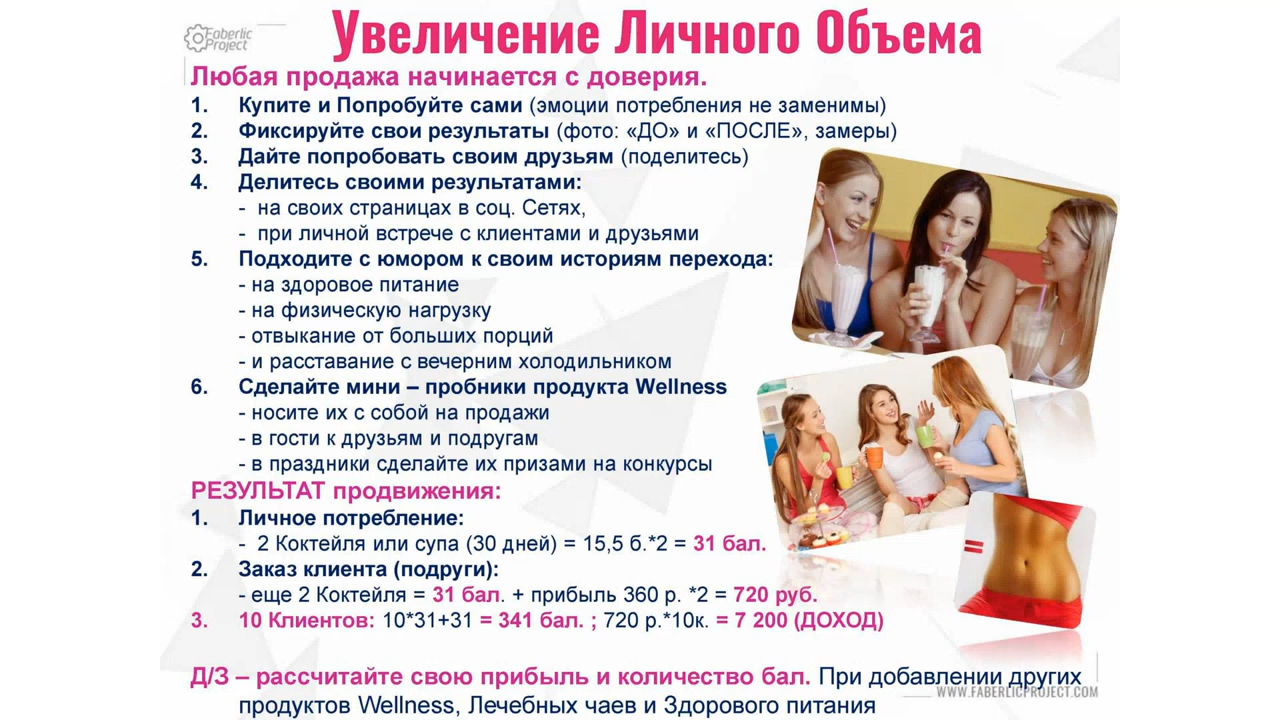 Faberlic
Project
Увеличение Личного Объема
Любая продажа начинается с доверия.
1. Купите и Попробуйте сами (эмоции потребления не заменимы)
2. Фиксируйте свои результаты (фото: «ДО» и «ПОСЛЕ», замеры)
3. Дайте попробовать своим друзьям (поделитесь)
4. Делитесь своими результатами:
- на своих страницах в соц. Сетях,
- при личной встрече с клиентами и друзьями
5. Подходите с юмором к своим историям перехода:
- на здоровое питание
- на физическую нагрузку
- отвыкание от больших порций
- и расставание с вечерним холодильником
6. Сделайте мини – пробники продукта Wellness
- носите их с собой на продажи
- в гости к друзьям и подругам
- в праздники сделайте их призами на конкурсы
РЕЗУЛЬТАТ продвижения:
1. Личное потребление:
- 2 Коктейля или супа (30 дней) = 15,5 б.*2 = 31 бал.
2. Заказ клиента (подруги):
- еще 2 Коктейля = 31 бал. + прибыль 360 р. *2 = 720 руб.
3. 10 Клиентов: 10*31+31 = 341 бал. ; 720 р.*10к. = 7 200 (ДОХОД)
=
Д/З – рассчитайте свою прибыль и количество бал. При добавлении других
WWW.FABERLICPROJECT.COM
продуктов Wellness, Лечебных чаев и Здорового питания